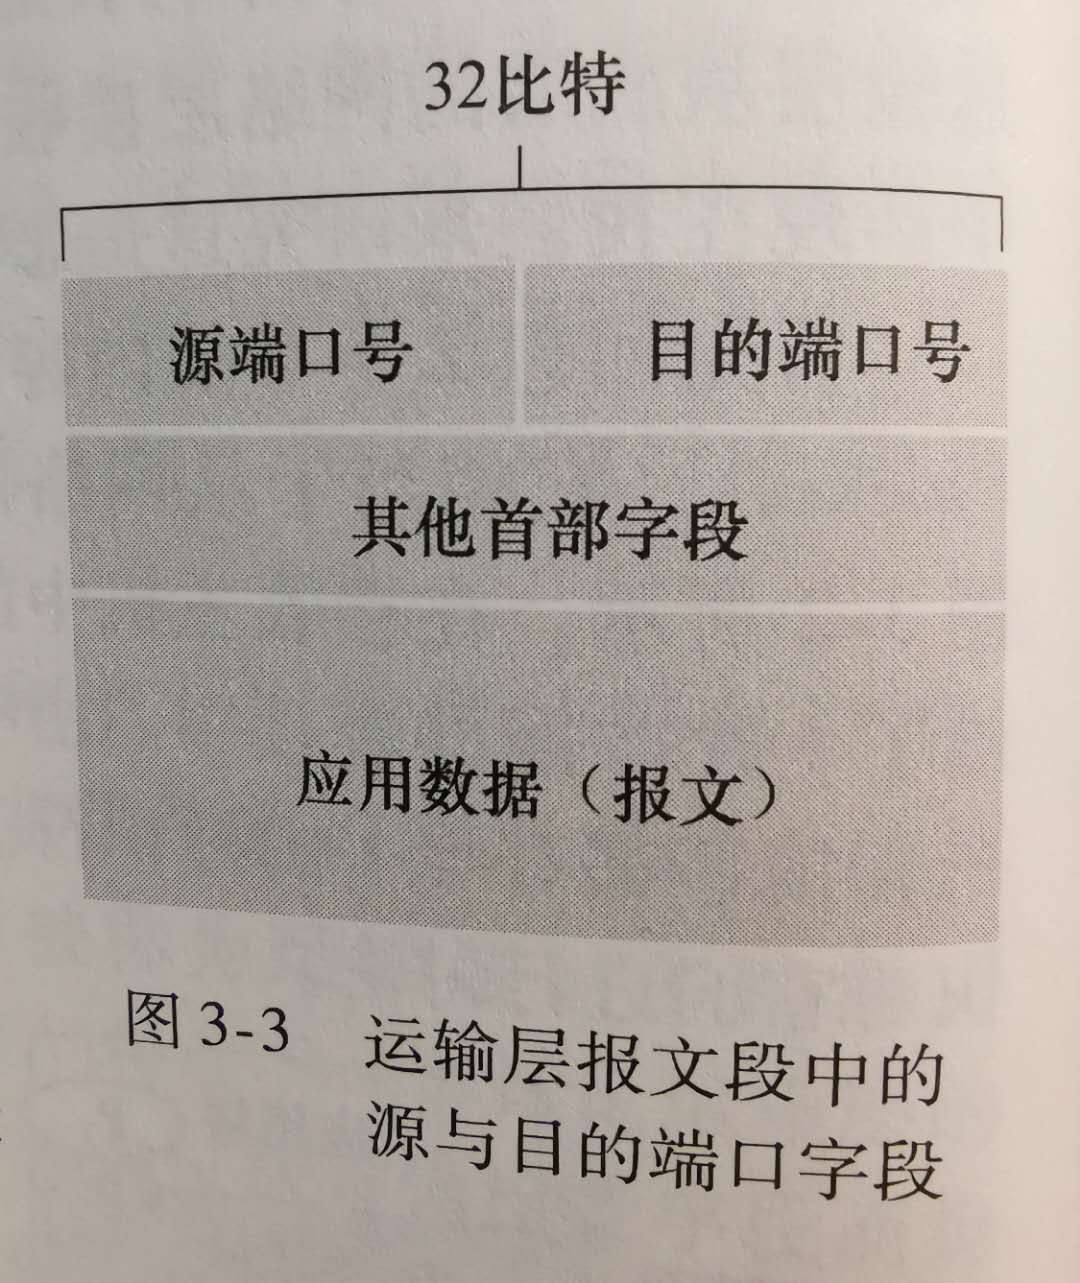 32比特
源端口号 目的端口号
其他首部字段
应用数据（报文）
图 3-3 运输层报文段中的
源与目的端口字段